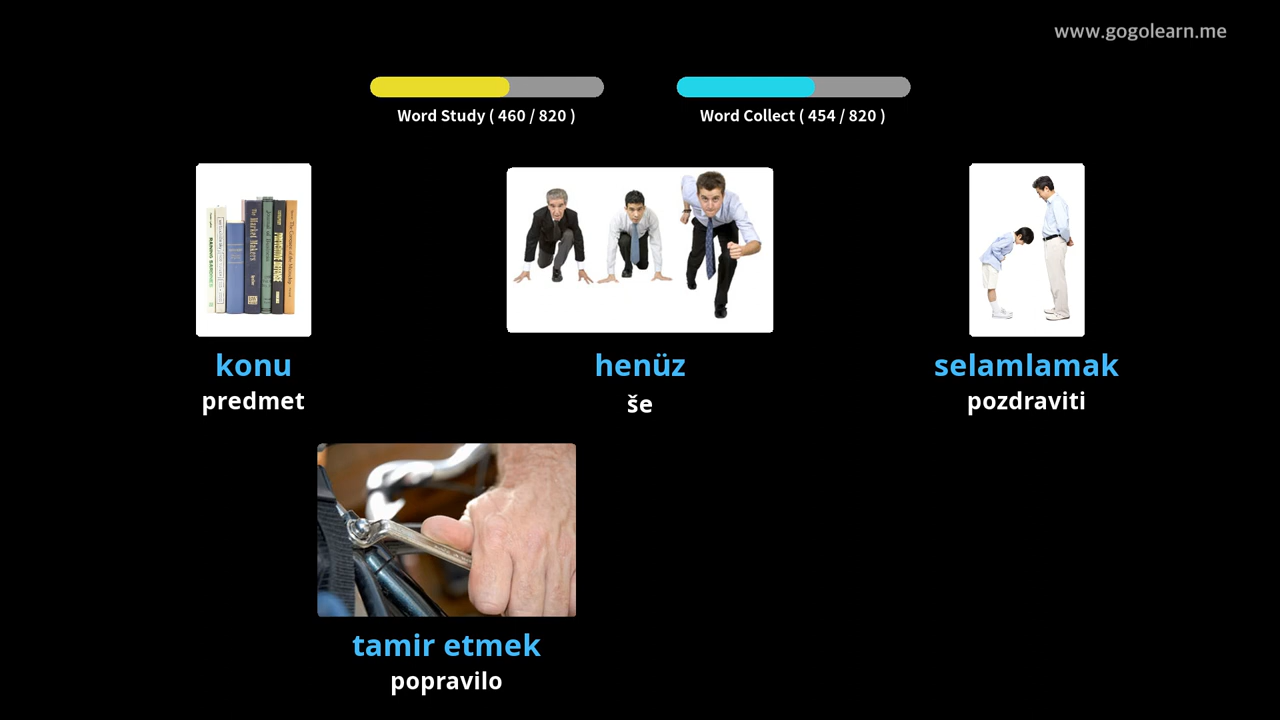 www.gogolearn.me
Word Study ( 460 / 820 )
Word Collect ( 454 / 820 )
konu
predmet
henüz
še
selamlamak
pozdraviti
tamir etmek
popravilo